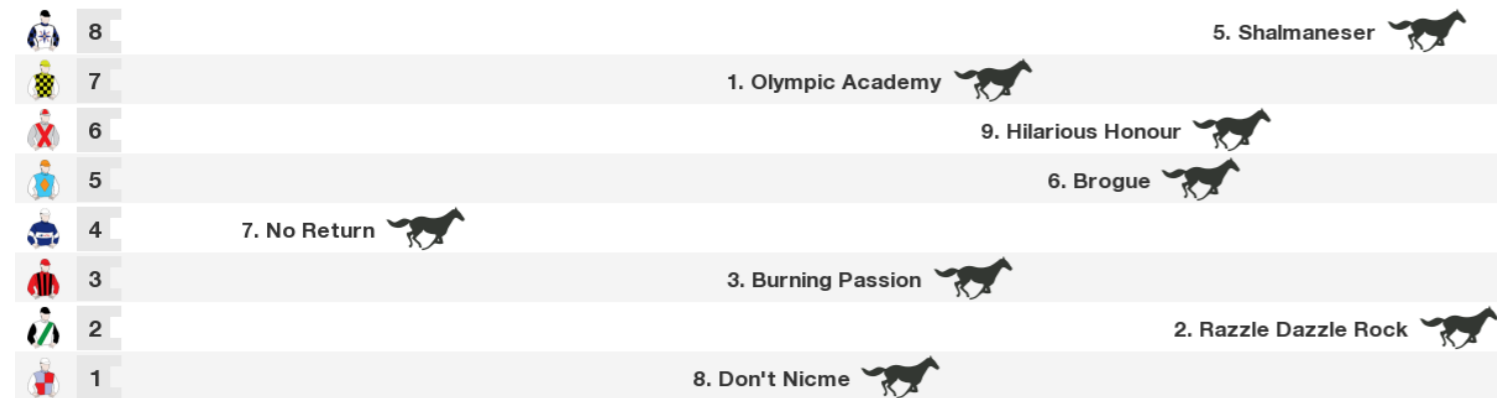 8 5. Shalmaneser
7 1. Olympic Academy
6 9. Hilarious Honour
5 6. Brogue
4 7. No Return
3 3. Burning Passion
2 2. Razzle Dazzle Rock
1 8. Don't Nicme